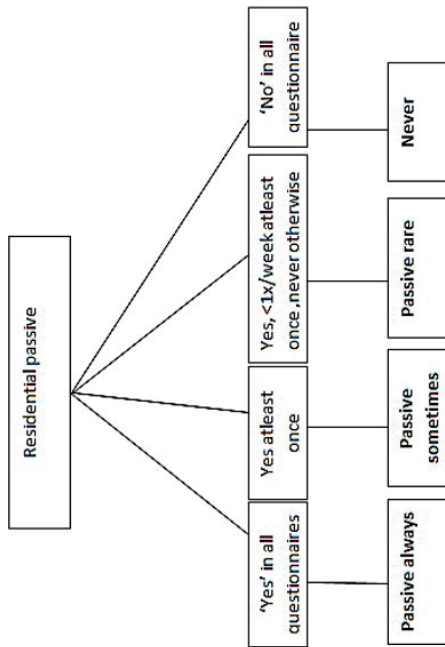 Residential passive
‘Yes’ in all
questionnaires
Yes atleast
once
Yes, <1x/week atleast
once ,never otherwise
‘No’ in all
questionnaire
Passive always
Passive
sometimes
Passive rare
Never